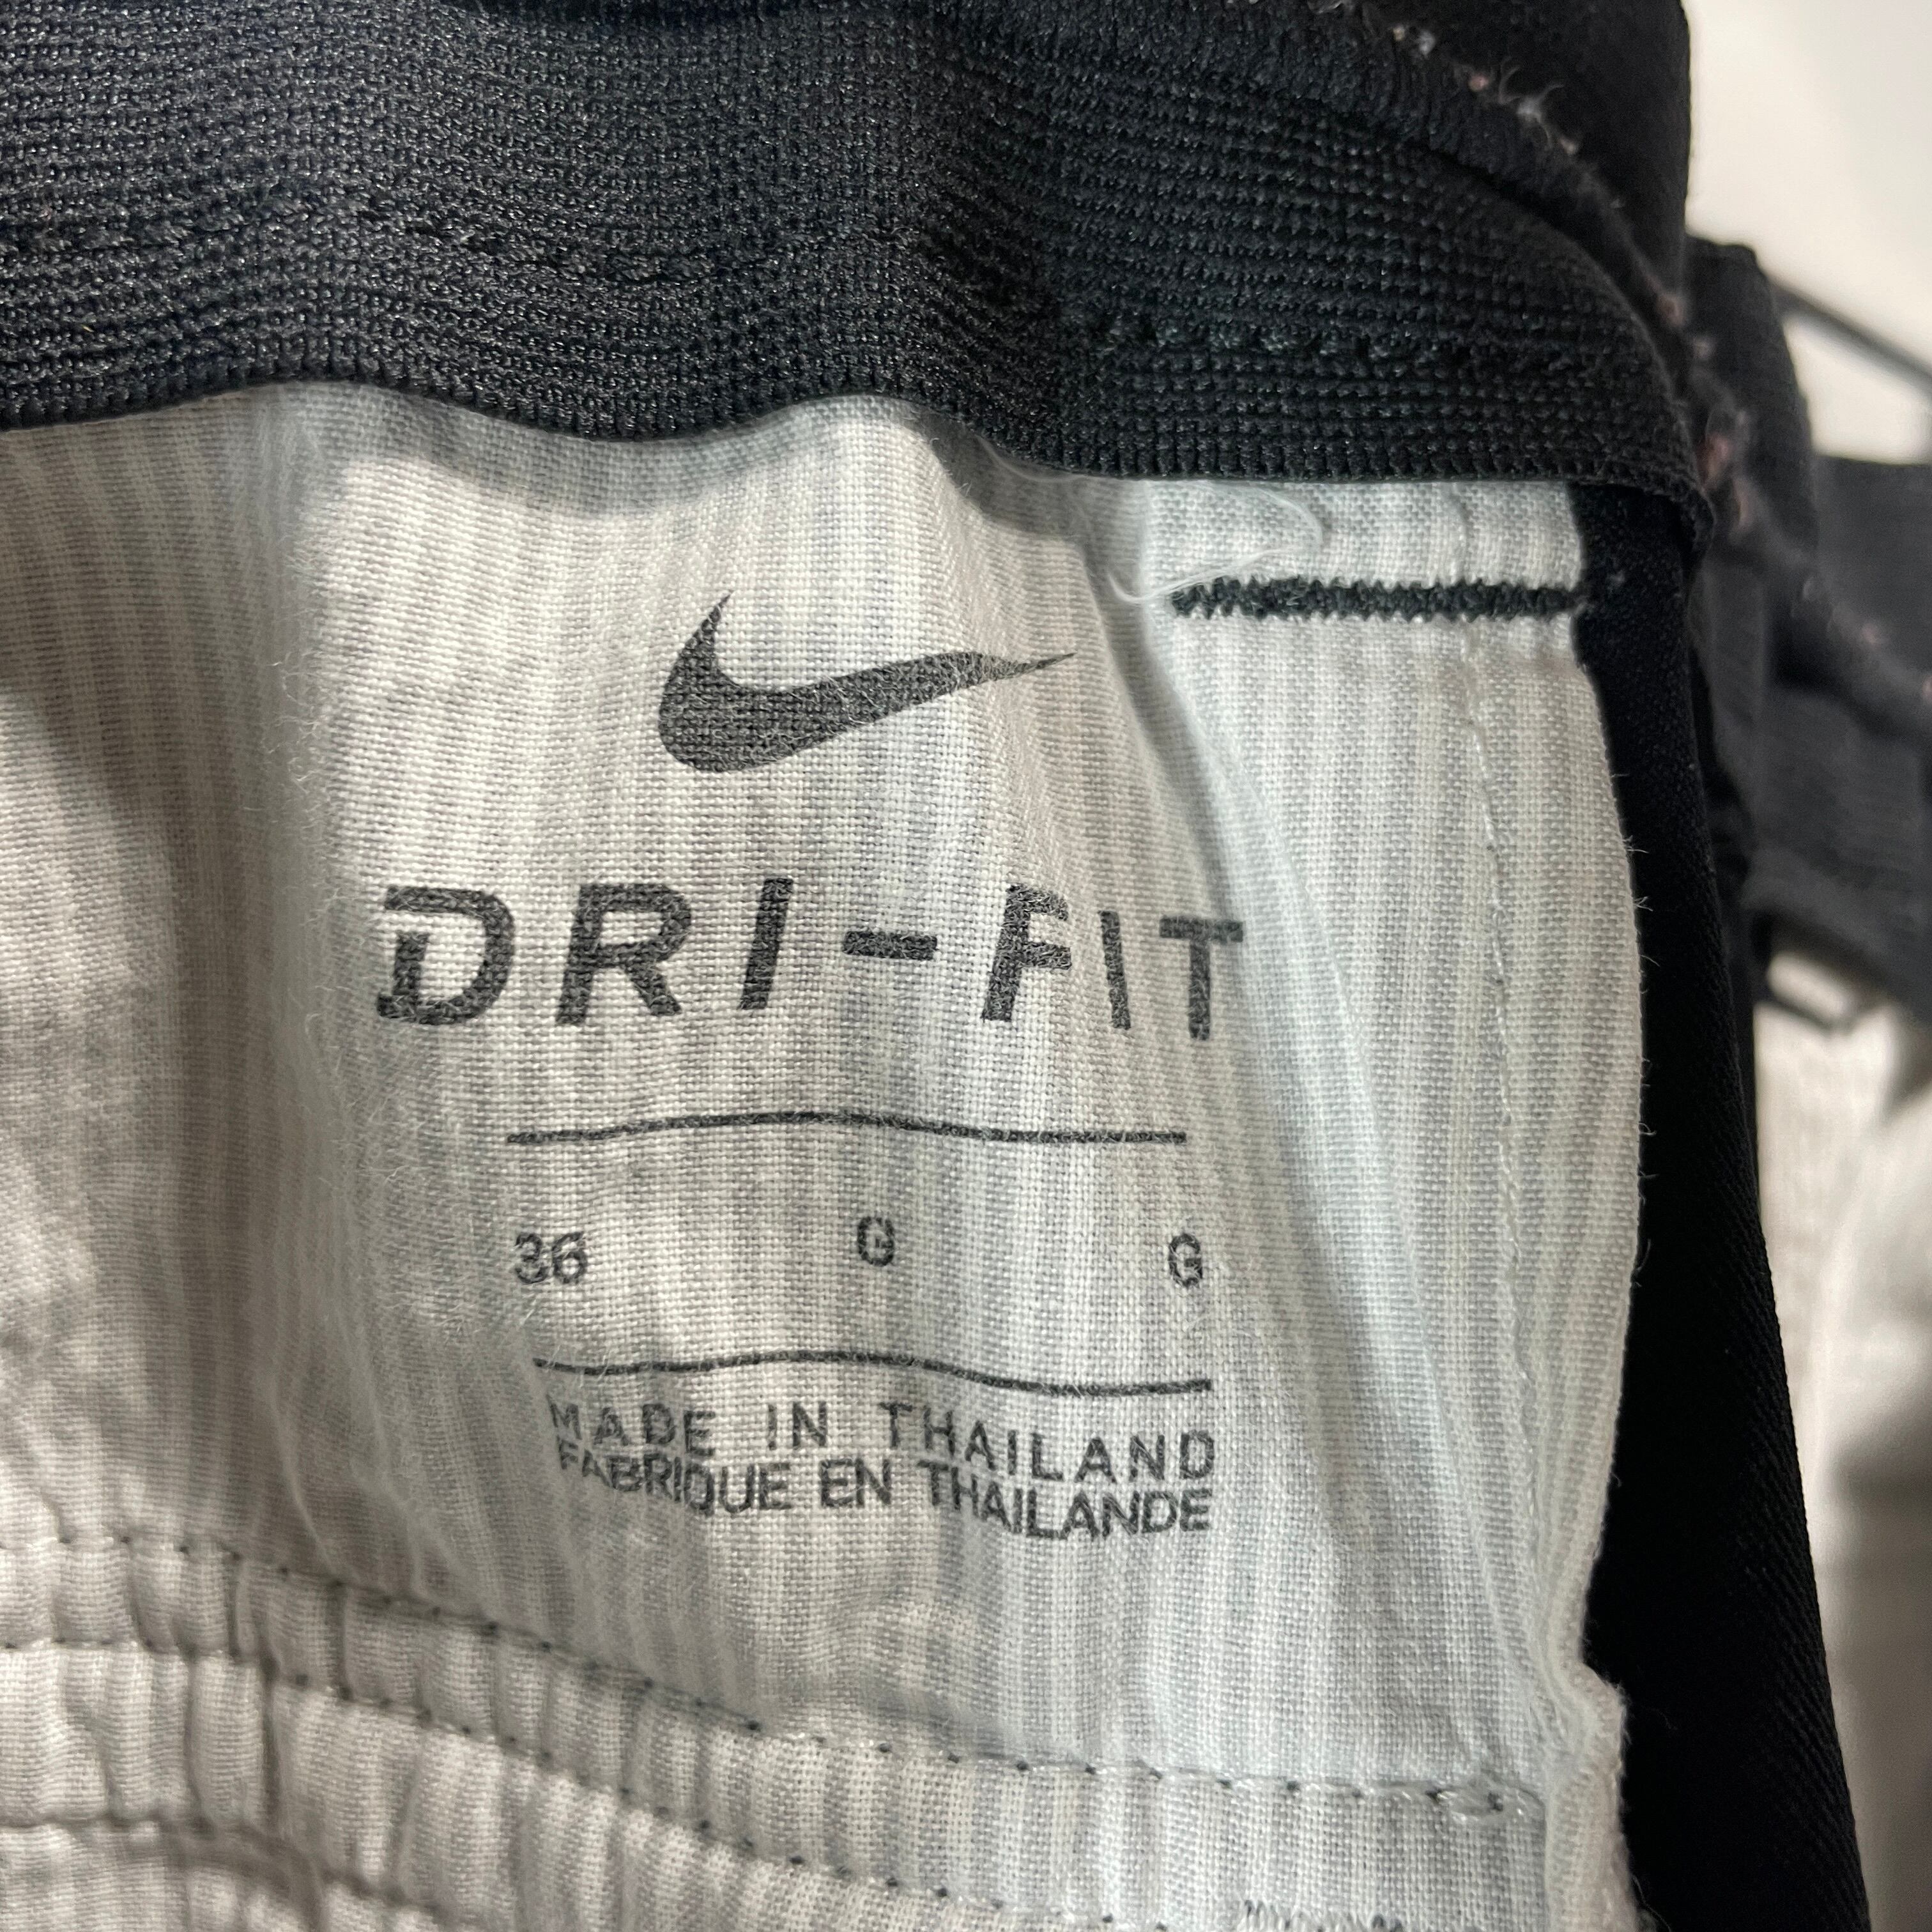 DRI-FIT
36 G G
MADE IN THAILAND
FABRIQUE EN THAILANDE